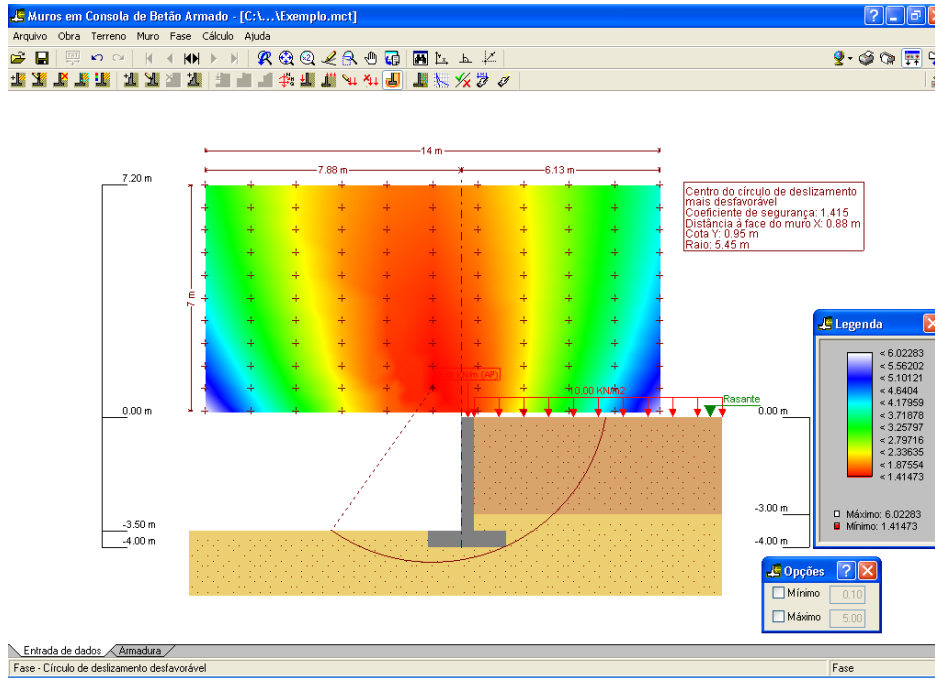 Muros em Consola de Betão Armado - [C:\...\Exemplo.mct]
Arquivo Obra Terreno Muro Fase Cálculo Ajuda
14 m
7.88 m 6.13 m
7.20 m
7 m
Centro do círculo de deslizamento
mais desfavorável
Coeficiente de segurança: 1.415
Distância à face do muro X: 0.88 m
Cota Y: 0.95 m
Raio: 5.45 m
Legenda
< 6.02283
< 5.56202
< 5.10121
< 4.6404
< 4.17959
< 3.71878
< 3.25797
< 2.79716
< 2.33635
< 1.87554
< 1.41473
Máximo: 6.02283
Mínimo: 1.41473
KN/m (AP)
10.00 KN/m2
Rasante
0.00 m
0.00 m
-3.00 m
-3.50 m
-4.00 m
-4.00 m
Opções
Mínimo 0.10
Máximo 5.00
Entrada de dados Armadura
Fase - Círculo de deslizamento desfavorável
Fase